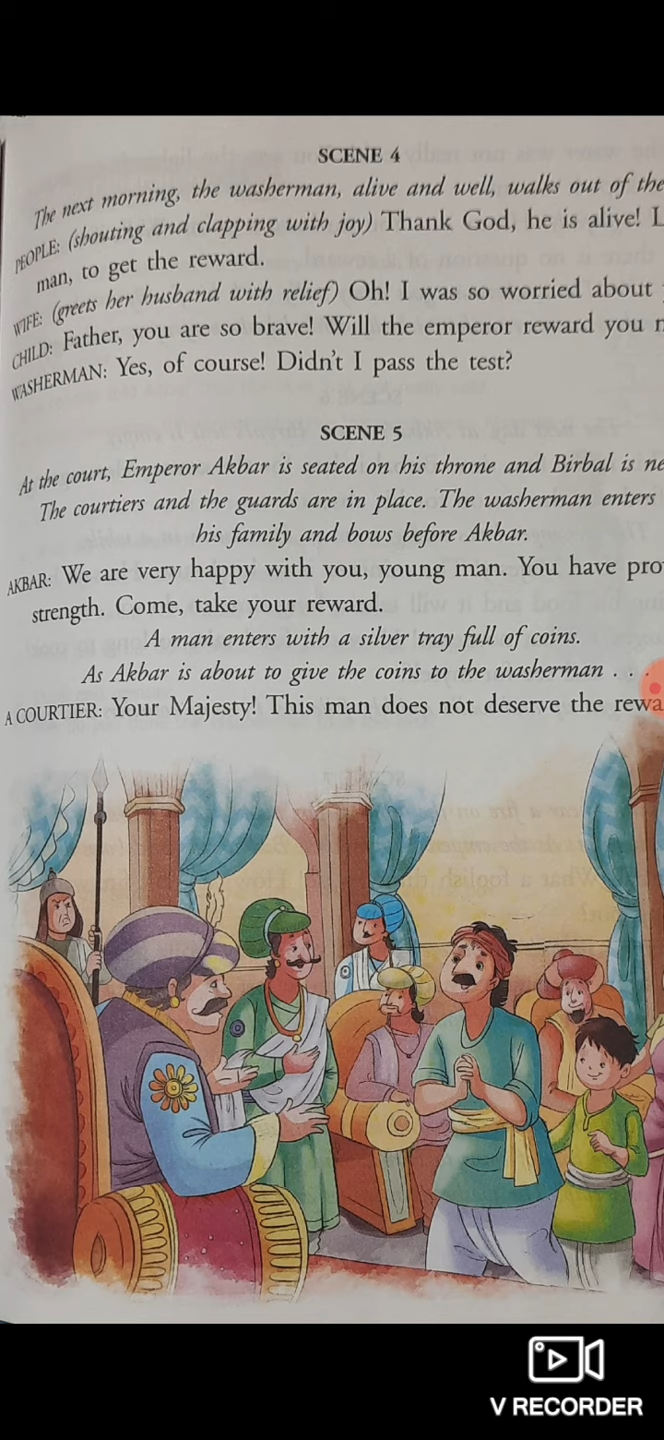 SCENE 4
The next morning, the washerman, alive and well, walks out of the
PEOPLE: (shouting and clapping with joy) Thank God, he is alive! L
man, to get the reward.
WIFE: (greets her husband with relief) Oh! I was so worried about
CHILD: Father, you are so brave! Will the emperor reward you
WASHERMAN: Yes, of course! Didn't I pass the test?
SCENE 5
At the court, Emperor Akbar is seated on his throne and Birbal is ne
The courtiers and the guards are in place. The washerman enters
his family and bows before Akbar.
AKBAR: We are very happy with you, young man. You have pro
strength. Come, take your reward.
A man enters with a silver tray full of coins.
As Akbar is about to give the coins to the washerman . . .
A COURTIER: Your Majesty! This man does not deserve the rewa
V RECORDER